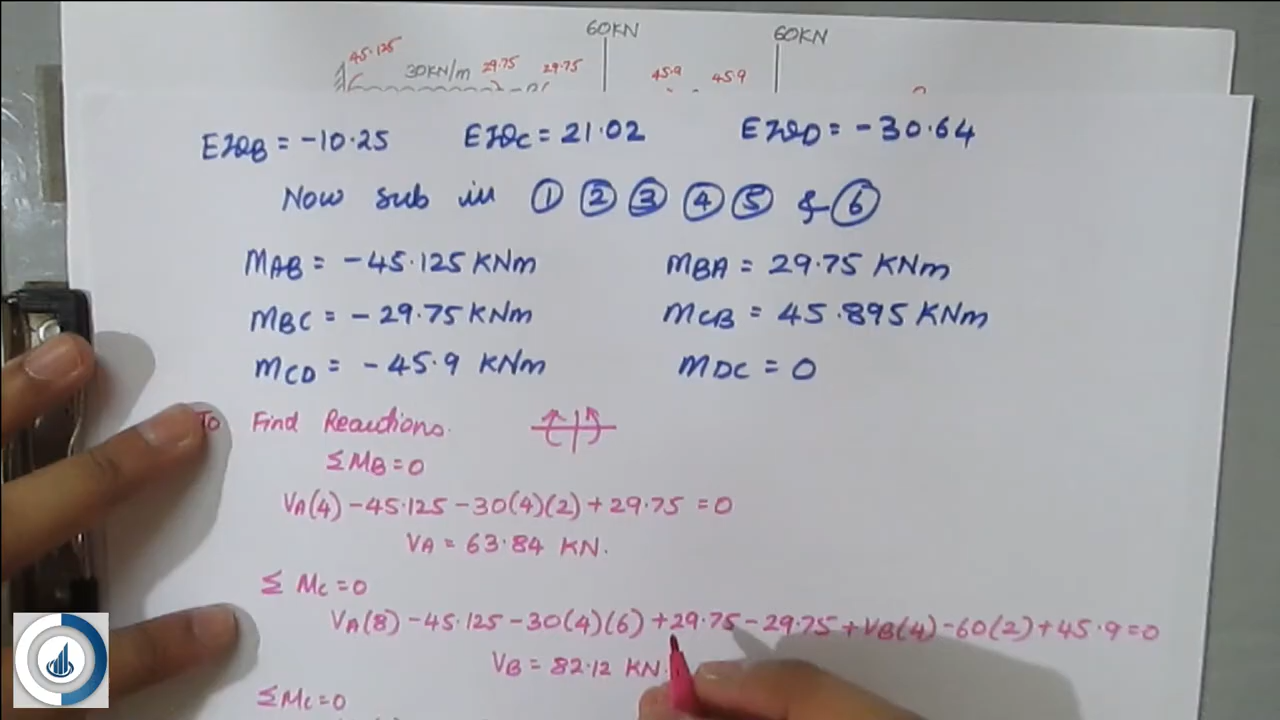 60KN 60KN
45.125 30KN/m 29.75 29.75 45.9 45.9 0
EIθB = -10.25 EIθC = 21.02 EIθD = -30.64
Now sub in ① ② ③ ④ ⑤ & ⑥
MAB = -45.125 KNm MBA = 29.75 KNm
MBC = -29.75 KNm MCB = 45.895 KNm
MCD = -45.9 KNm MDC = 0
To Find Reactions.
ΣMB = 0
VA(4) - 45.125 - 30(4)(2) + 29.75 = 0
VA = 63.84 KN.
Σ Mc = 0
VA(8) - 45.125 - 30(4)(6) + 29.75 - 29.75 + VB(4) - 60(2) + 45.9 = 0
VB = 82.12 KN.
ΣMc = 0